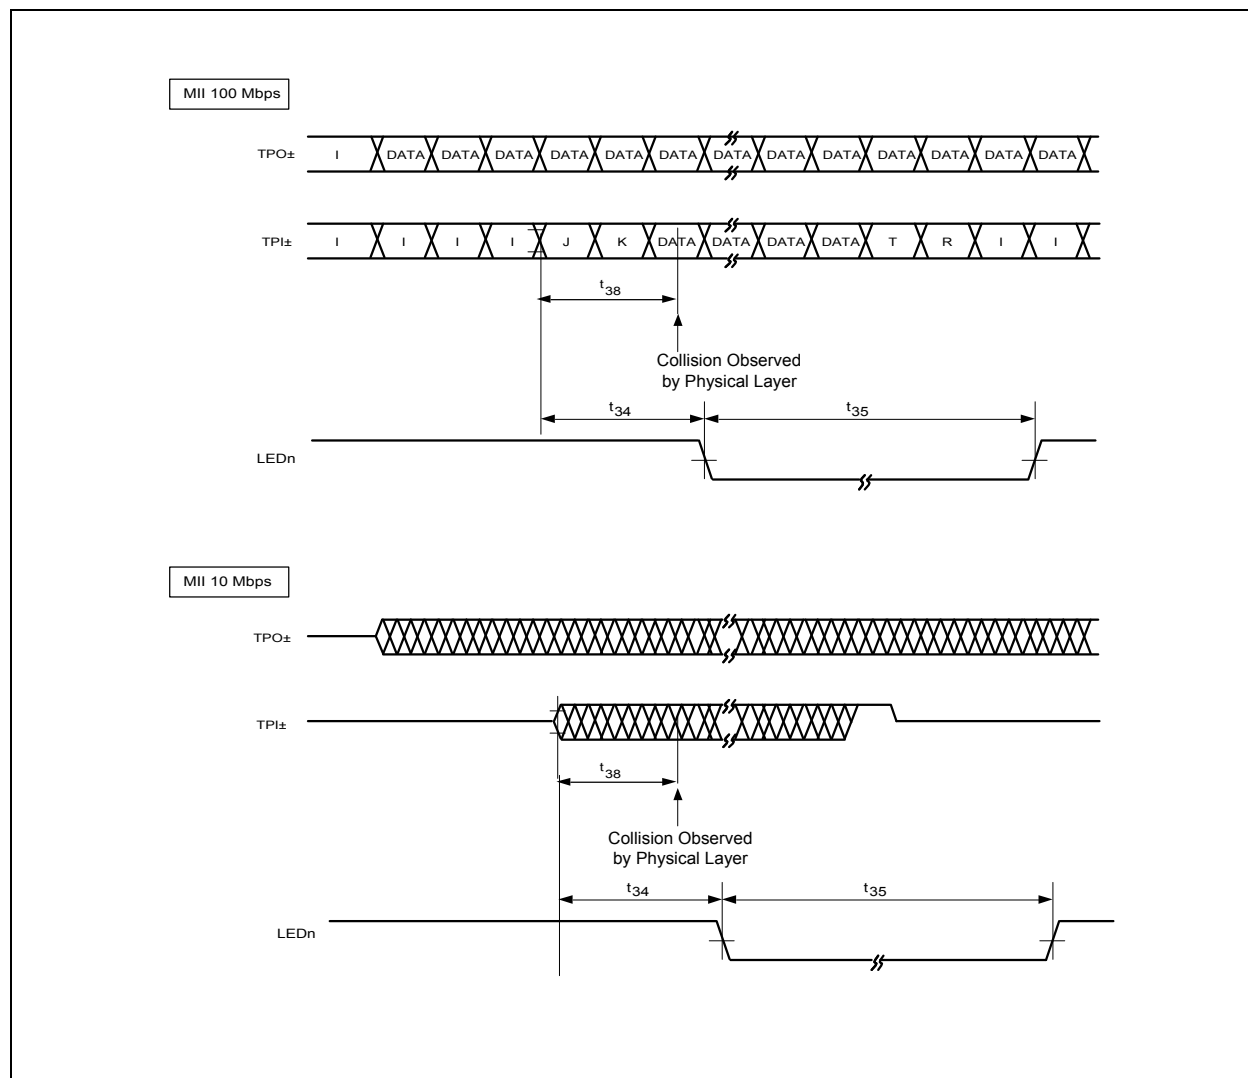 MII 100 Mbps
TPO± I DATA DATA DATA DATA DATA DATA DATA DATA DATA DATA DATA DATA DATA
TPI± I I I I J K DATA DATA DATA DATA T R I I
t38
Collision Observed
by Physical Layer
t34 t35
LEDn
MII 10 Mbps
TPO±
TPI±
t38
Collision Observed
by Physical Layer
t34 t35
LEDn